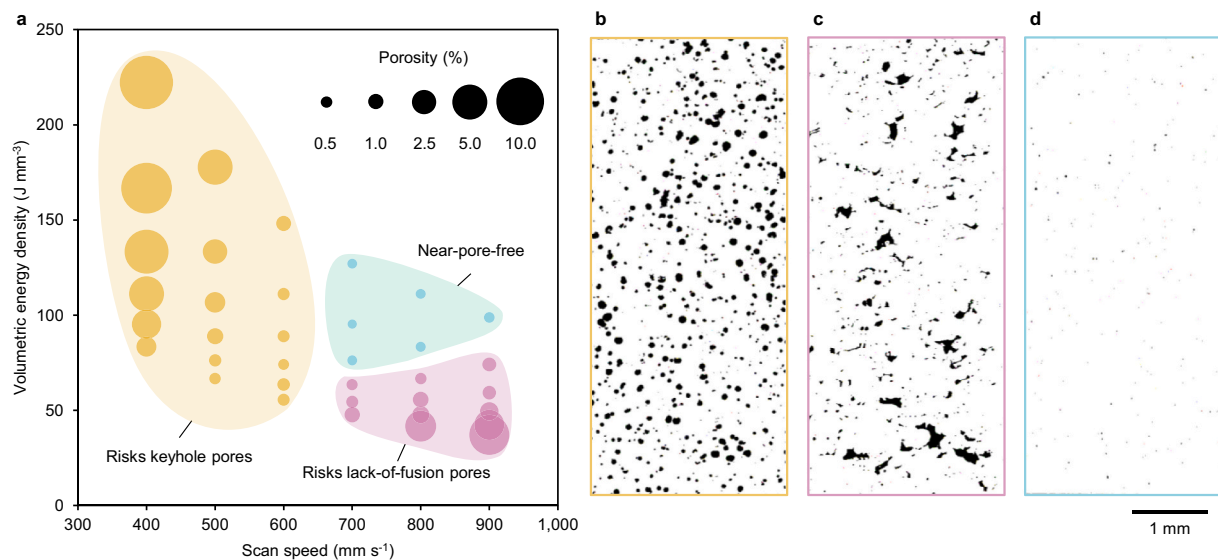 a
Volumetric energy density (J mm⁻³)
250
200
150
100
50
0
300
400
500
600
700
800
900
1,000
Scan speed (mm s⁻¹)
Porosity (%)
0.5
1.0
2.5
5.0
10.0
Near-pore-free
Risks keyhole pores
Risks lack-of-fusion pores
b
c
d
1 mm